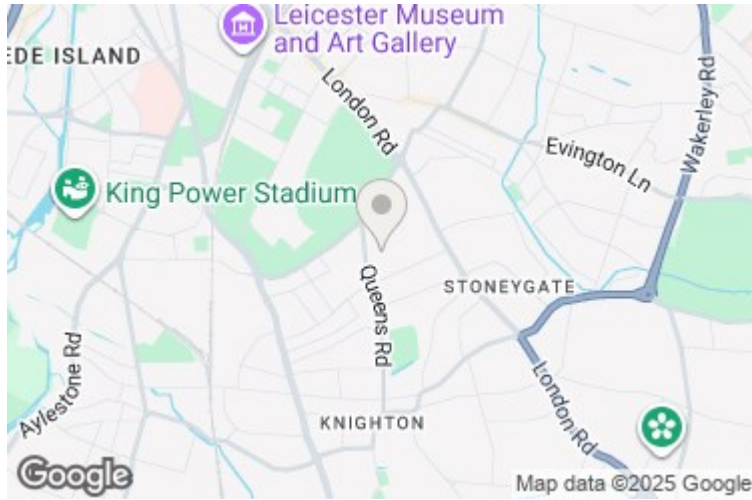 Leicester Museum
and Art Gallery
EDE ISLAND
London Rd
Wakerley Rd
Evington Ln
King Power Stadium
STONEYGATE
Queens Rd
Aylestone Rd
London Rd
KNIGHTON
Google
Map data ©2025 Google